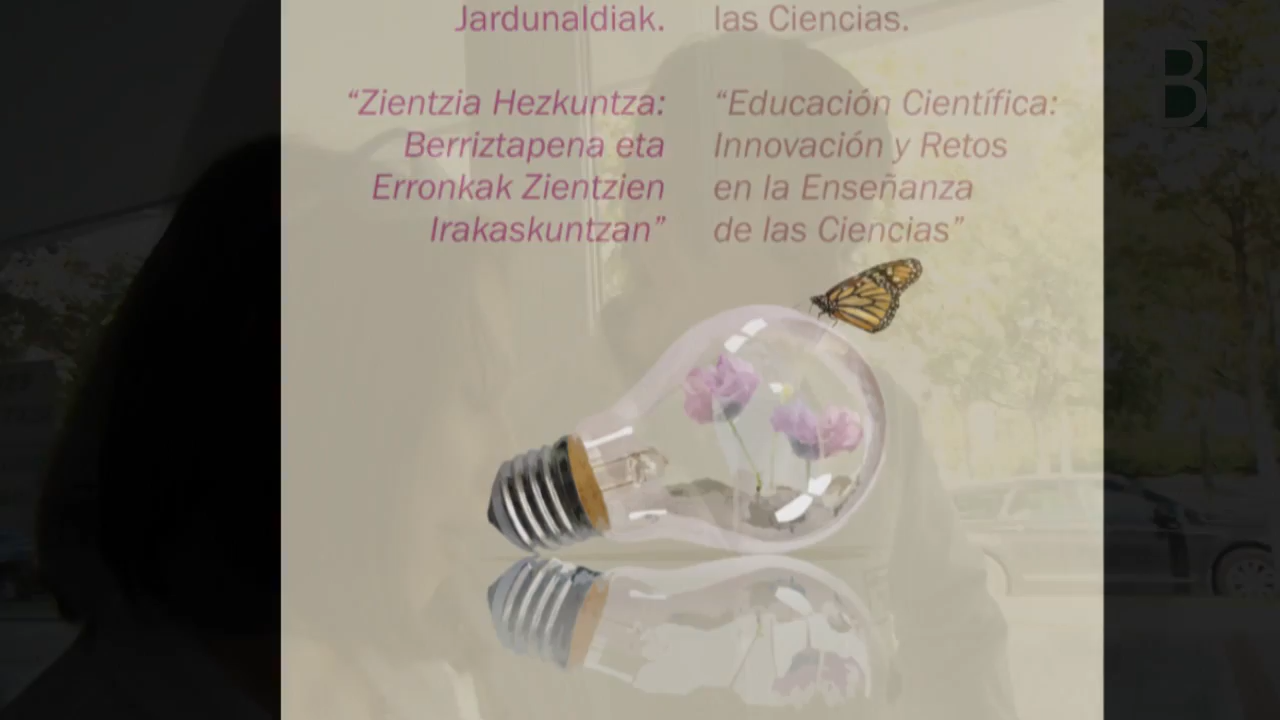 Jardunaldiak.
"Zientzia Hezkuntza:
Berriztapena eta
Erronkak Zientzien
Irakaskuntzan"
las Ciencias.
"Educación Científica:
Innovación y Retos
en la Enseñanza
de las Ciencias"
B